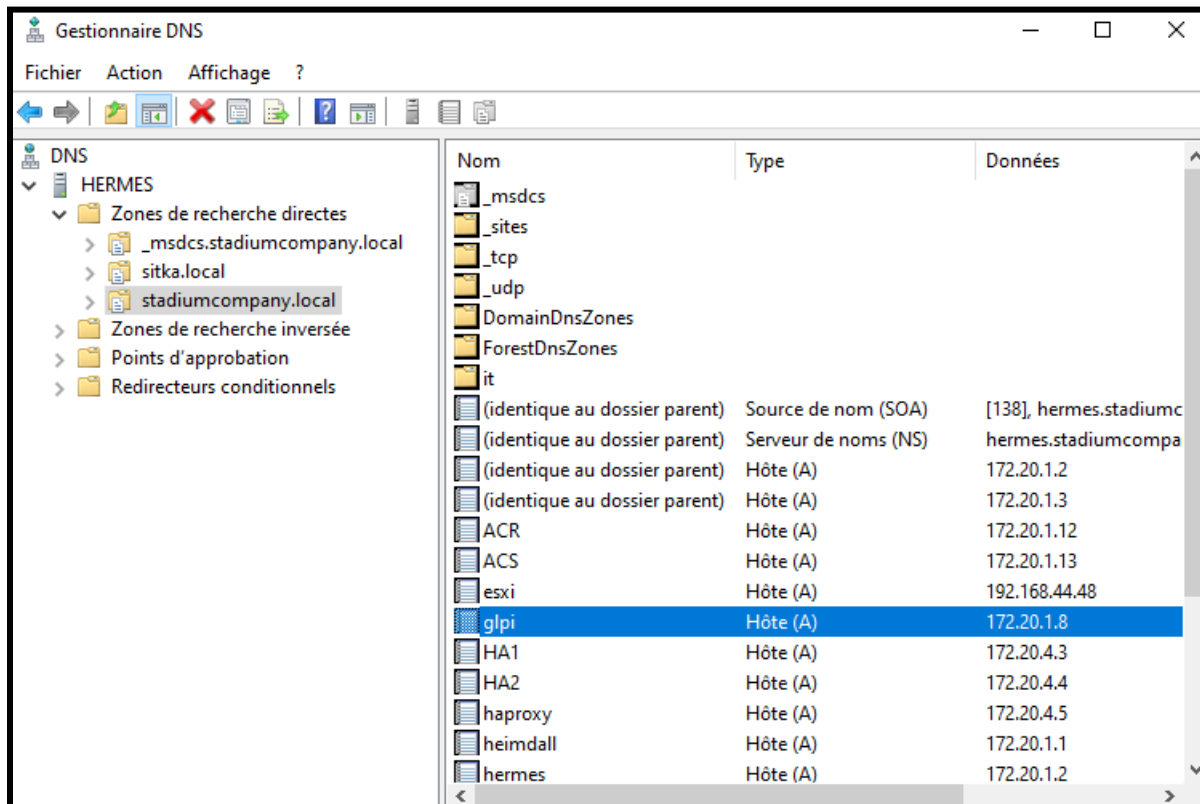 Gestionnaire DNS
Fichier Action Affichage ?
DNS
HERMES
Zones de recherche directes
_msdcs.stadiumcompany.local
sitka.local
stadiumcompany.local
Zones de recherche inversée
Points d'approbation
Redirecteurs conditionnels
Nom Type Données
_msdcs
_sites
_tcp
_udp
DomainDnsZones
ForestDnsZones
it
(identique au dossier parent) Source de nom (SOA) [138], hermes.stadiumc
(identique au dossier parent) Serveur de noms (NS) hermes.stadiumcompa
(identique au dossier parent) Hôte (A) 172.20.1.2
(identique au dossier parent) Hôte (A) 172.20.1.3
ACR Hôte (A) 172.20.1.12
ACS Hôte (A) 172.20.1.13
esxi Hôte (A) 192.168.44.48
glpi Hôte (A) 172.20.1.8
HA1 Hôte (A) 172.20.4.3
HA2 Hôte (A) 172.20.4.4
haproxy Hôte (A) 172.20.4.5
heimdall Hôte (A) 172.20.1.1
hermes Hôte (A) 172.20.1.2